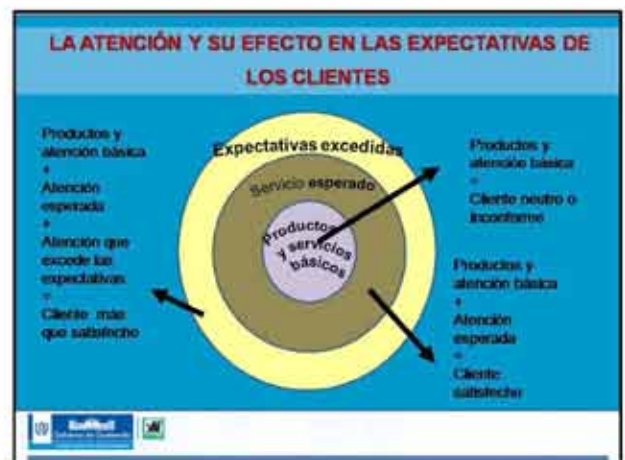 LA ATENCIÓN Y SU EFECTO EN LAS EXPECTATIVAS DE
LOS CLIENTES
Productos y
atención básica
+
Atención
esperada
+
Atención que
excede las
expectativas
=
Cliente más
que satisfecho
Expectativas excedidas
Servicio esperado
Productos
y servicios
básicos
Productos y
atención básica
=
Cliente neutro o
inconforme
Productos y
atención básica
+
Atención
esperada
=
Cliente
satisfecho